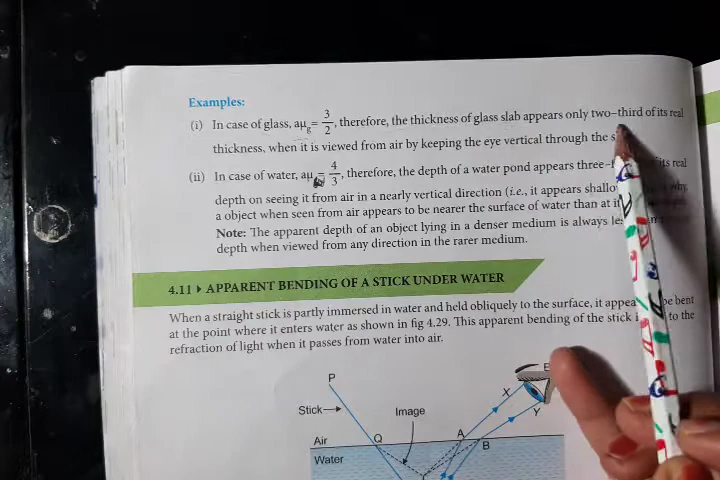 Examples:
(i) In case of glass, aμg= 3/2, therefore, the thickness of glass slab appears only two–third of its real
thickness, when it is viewed from air by keeping the eye vertical through the
(ii) In case of water, aμ = 4/3, therefore, the depth of a water pond appears three– its real
depth on seeing it from air in a nearly vertical direction (i.e., it appears why,
a object when seen from air appears to be nearer the surface of water than at
Note: The apparent depth of an object lying in a denser medium is always
depth when viewed from any direction in the rarer medium.
4.11 APPARENT BENDING OF A STICK UNDER WATER
When a straight stick is partly immersed in water and held obliquely to the surface, it be bent
at the point where it enters water as shown in fig 4.29. This apparent bending of the stick to the
refraction of light when it passes from water into air.
P
E
X
Stick
Image
Y
Air
Q
A
B
Water